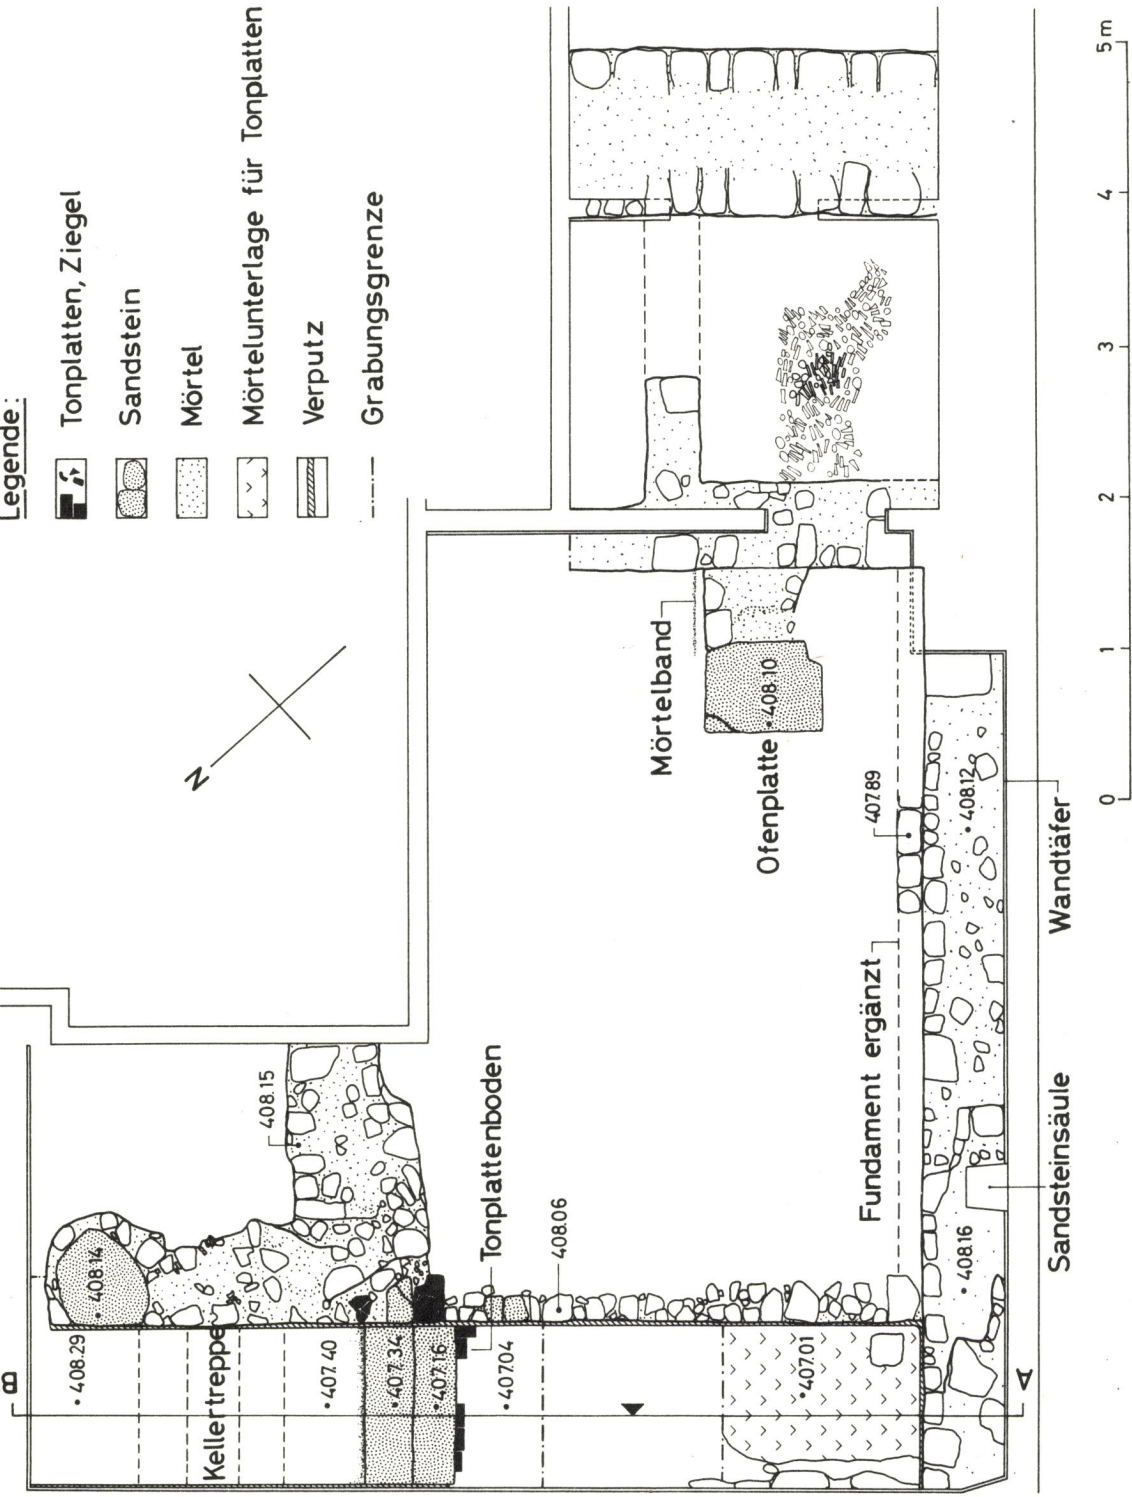 Legende:
Tonplatten, Ziegel
Sandstein
Mörtel
Mörtelunterlage für Tonplatten
Verputz
Grabungsgrenze
N
B
408.29
408.14
Kellertreppe
408.15
407.40
407.34
407.16
Tonplattenboden
407.04
408.06
407.01
A
Mörtelband
Ofenplatte
408.10
407.89
Fundament ergänzt
408.12
408.16
Sandsteinsäule
Wandtäfer
0
1
2
3
4
5 m